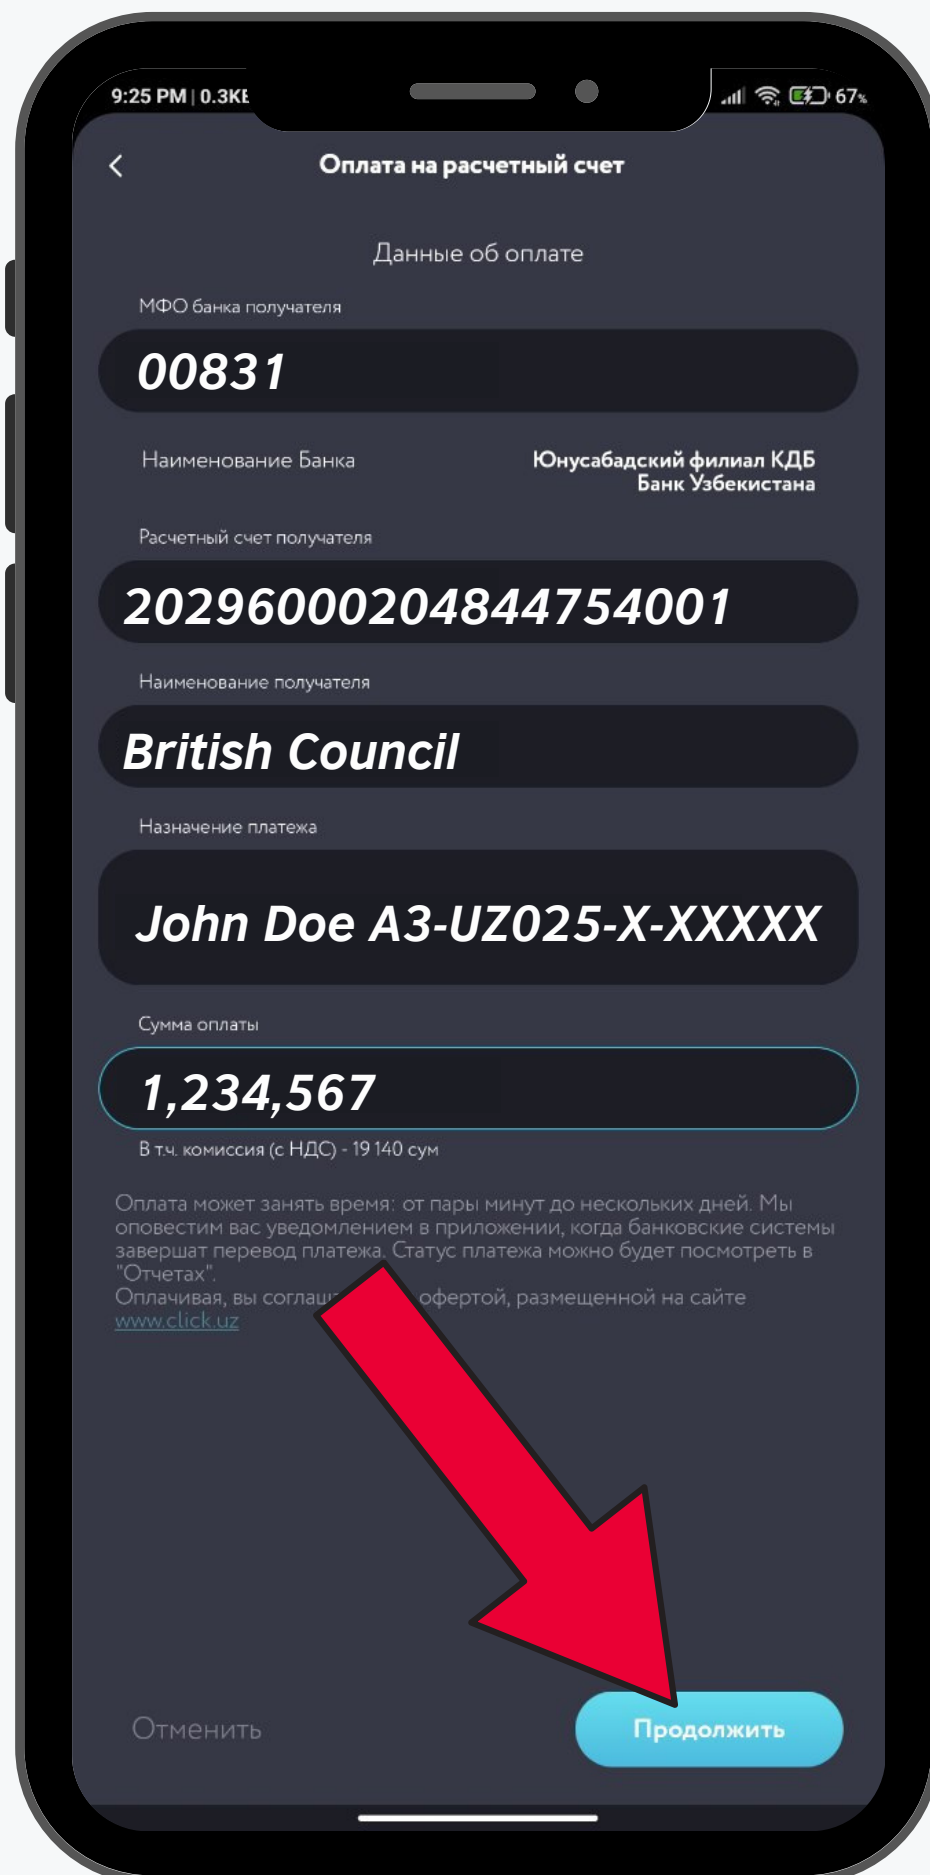 9:25 PM | 0.3KE
67%
Оплата на расчетный счет
Данные об оплате
МФО банка получателя
00831
Наименование Банка
Юнусабадский филиал КДБ
Банк Узбекистана
Расчетный счет получателя
20296000204844754001
Наименование получателя
British Council
Назначение платежа
John Doe A3-UZ025-X-XXXXX
Сумма оплаты
1,234,567
В т.ч. комиссия (с НДС) - 19 140 сум
Оплата может занять время: от пары минут до нескольких дней. Мы
оповестим вас уведомлением в приложении, когда банковские системы
завершат перевод платежа. Статус платежа можно будет посмотреть в
"Отчетах".
Оплачивая, вы офертой, размещенной на сайте
www.click.uz
Отменить
Продолжить